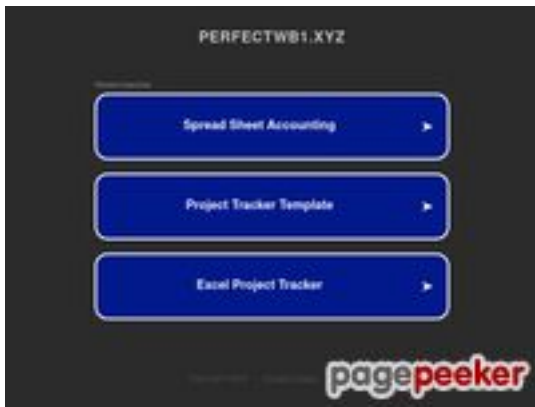 PERFECTWB1.XYZ
Spread Sheet Accounting
➤
Project Tracker Template
➤
Excel Project Tracker
➤
pagepeeker